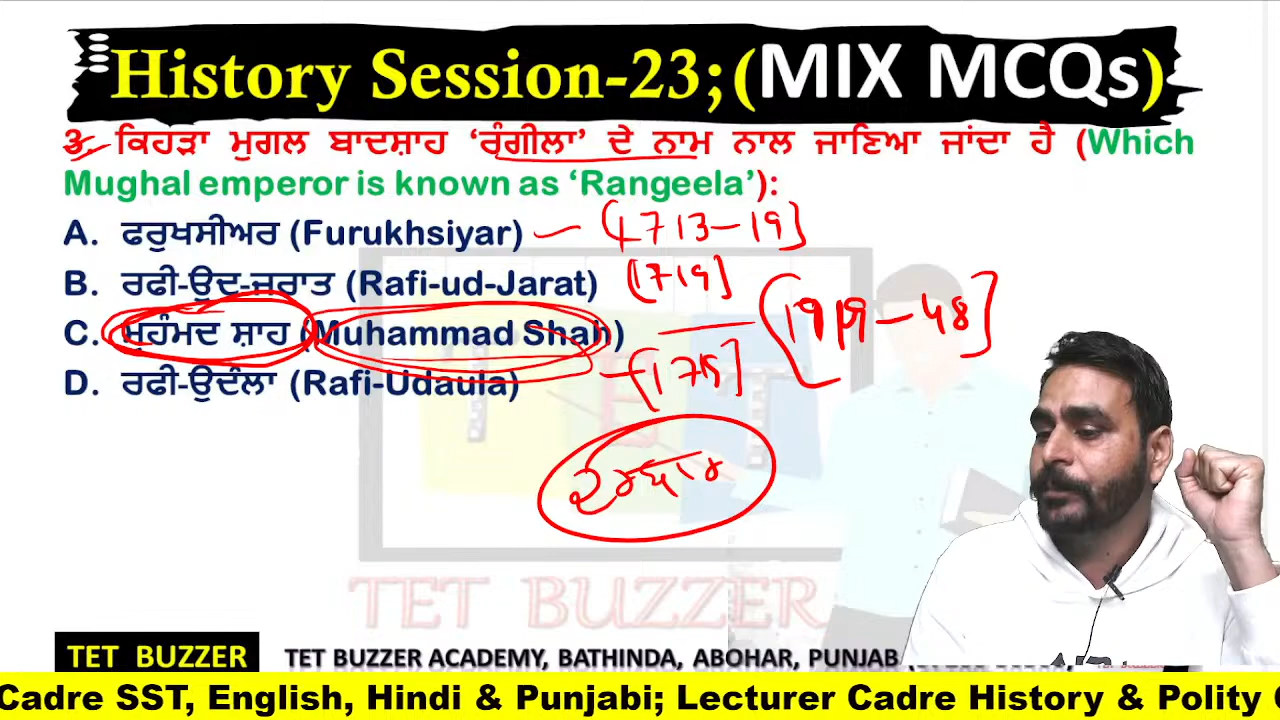 History Session-23; (MIX MCQs)
3. ਕਿਹੜਾ ਮੁਗਲ ਬਾਦਸ਼ਾਹ ‘ਰੰਗੀਲਾ’ ਦੇ ਨਾਮ ਨਾਲ ਜਾਣਿਆ ਜਾਂਦਾ ਹੈ (Which
Mughal emperor is known as ‘Rangeela’):
A. ਫਰੁਖਸੀਅਰ (Furukhsiyar) (1713-19]
B. ਰਫੀ-ਉਦ-ਜਰਾਤ (Rafi-ud-Jarat) (1719]
C. ਮੁਹੰਮਦ ਸ਼ਾਹ (Muhammad Shah) [1919-48]
D. ਰਫੀ-ਉਦੌਲਾ (Rafi-Udaula)
ਦਰਬਾਰ
TET BUZZER
TET BUZZER TET BUZZER ACADEMY, BATHINDA, ABOHAR, PUNJAB
Cadre SST, English, Hindi & Punjabi; Lecturer Cadre History & Polity